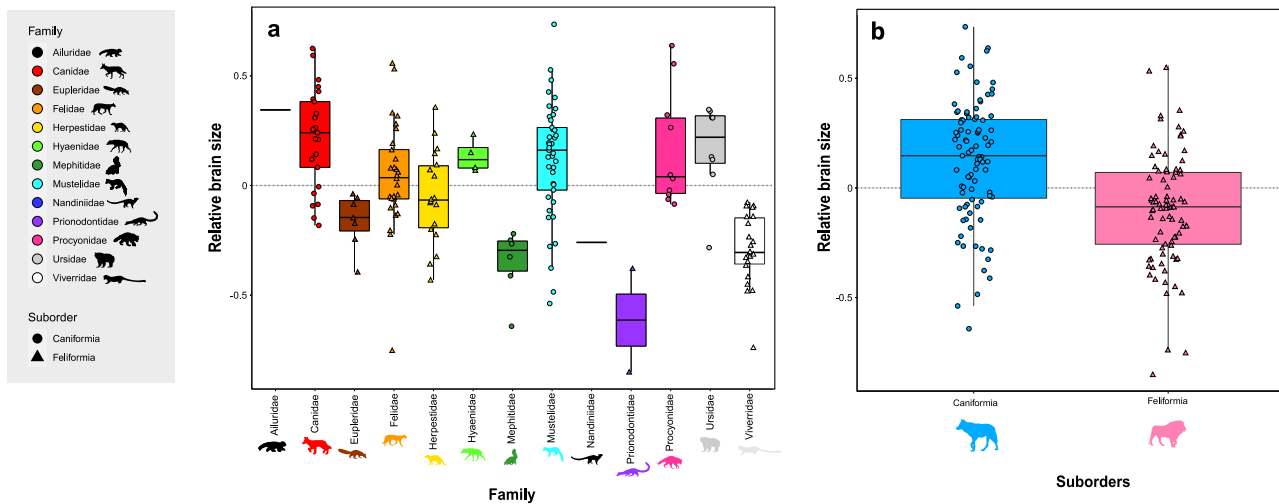 Family
Ailuridae
Canidae
Eupleridae
Felidae
Herpestidae
Hyaenidae
Mephitidae
Mustelidae
Nandiniidae
Prionodontidae
Procyonidae
Ursidae
Viverridae
Suborder
Caniformia
Feliformia
a
Relative brain size
0.5
0
-0.5
Ailuridae
Canidae
Eupleridae
Felidae
Herpestidae
Hyaenidae
Mephitidae
Mustelidae
Nandiniidae
Prionodontidae
Procyonidae
Ursidae
Viverridae
Family
b
Relative brain size
0.5
0
-0.5
Caniformia
Feliformia
Suborders